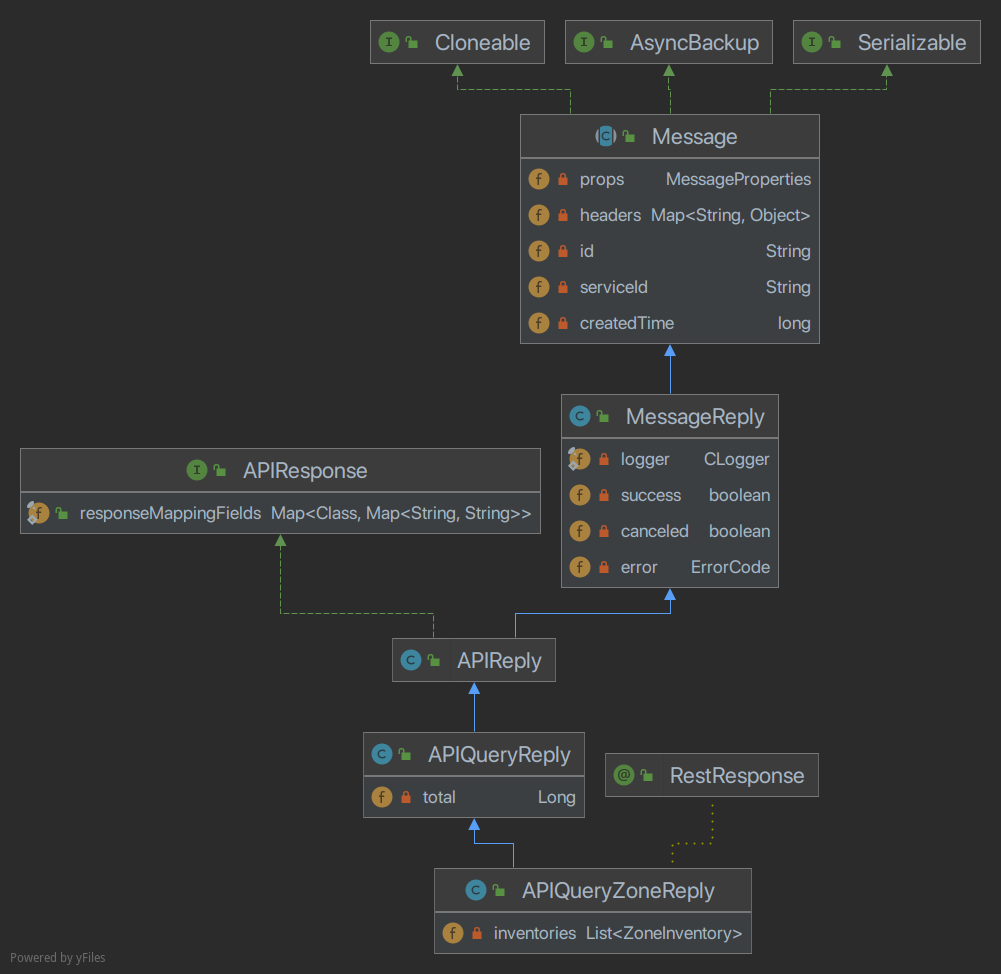 Cloneable
AsyncBackup
Serializable
Message
props MessageProperties
headers Map<String, Object>
id String
serviceId String
createdTime long
MessageReply
logger CLogger
success boolean
canceled boolean
error ErrorCode
APIResponse
responseMappingFields Map<Class, Map<String, String>>
APIReply
APIQueryReply
total Long
RestResponse
APIQueryZoneReply
inventories List<ZoneInventory>
Powered by yFiles